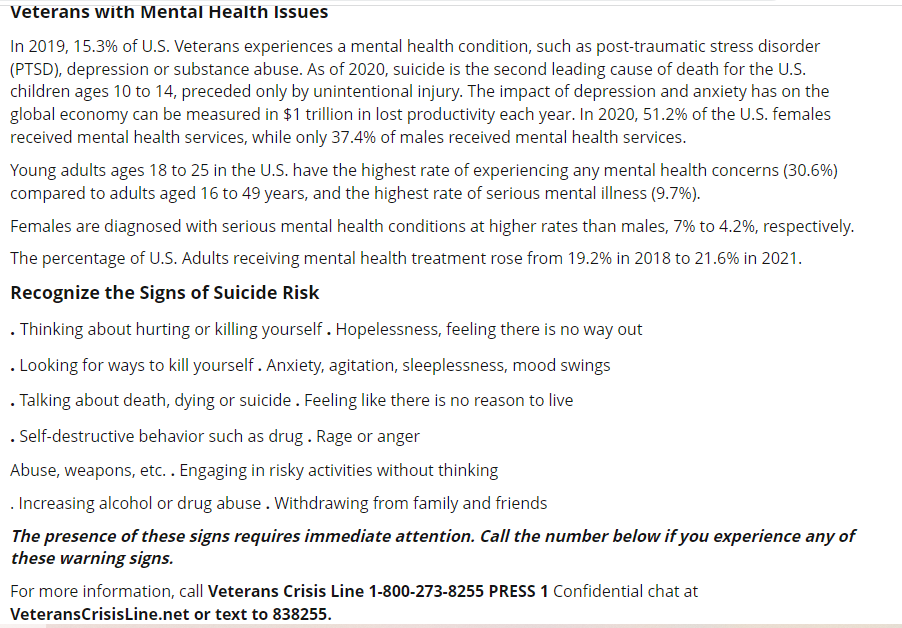 Veterans with Mental Health Issues
In 2019, 15.3% of U.S. Veterans experiences a mental health condition, such as post-traumatic stress disorder
(PTSD), depression or substance abuse. As of 2020, suicide is the second leading cause of death for the U.S.
children ages 10 to 14, preceded only by unintentional injury. The impact of depression and anxiety has on the
global economy can be measured in $1 trillion in lost productivity each year. In 2020, 51.2% of the U.S. females
received mental health services, while only 37.4% of males received mental health services.
Young adults ages 18 to 25 in the U.S. have the highest rate of experiencing any mental health concerns (30.6%)
compared to adults aged 16 to 49 years, and the highest rate of serious mental illness (9.7%).
Females are diagnosed with serious mental health conditions at higher rates than males, 7% to 4.2%, respectively.
The percentage of U.S. Adults receiving mental health treatment rose from 19.2% in 2018 to 21.6% in 2021.
Recognize the Signs of Suicide Risk
. Thinking about hurting or killing yourself . Hopelessness, feeling there is no way out
. Looking for ways to kill yourself . Anxiety, agitation, sleeplessness, mood swings
. Talking about death, dying or suicide . Feeling like there is no reason to live
. Self-destructive behavior such as drug . Rage or anger
Abuse, weapons, etc. . Engaging in risky activities without thinking
. Increasing alcohol or drug abuse . Withdrawing from family and friends
The presence of these signs requires immediate attention. Call the number below if you experience any of
these warning signs.
For more information, call Veterans Crisis Line 1-800-273-8255 PRESS 1 Confidential chat at
VeteransCrisisLine.net or text to 838255.